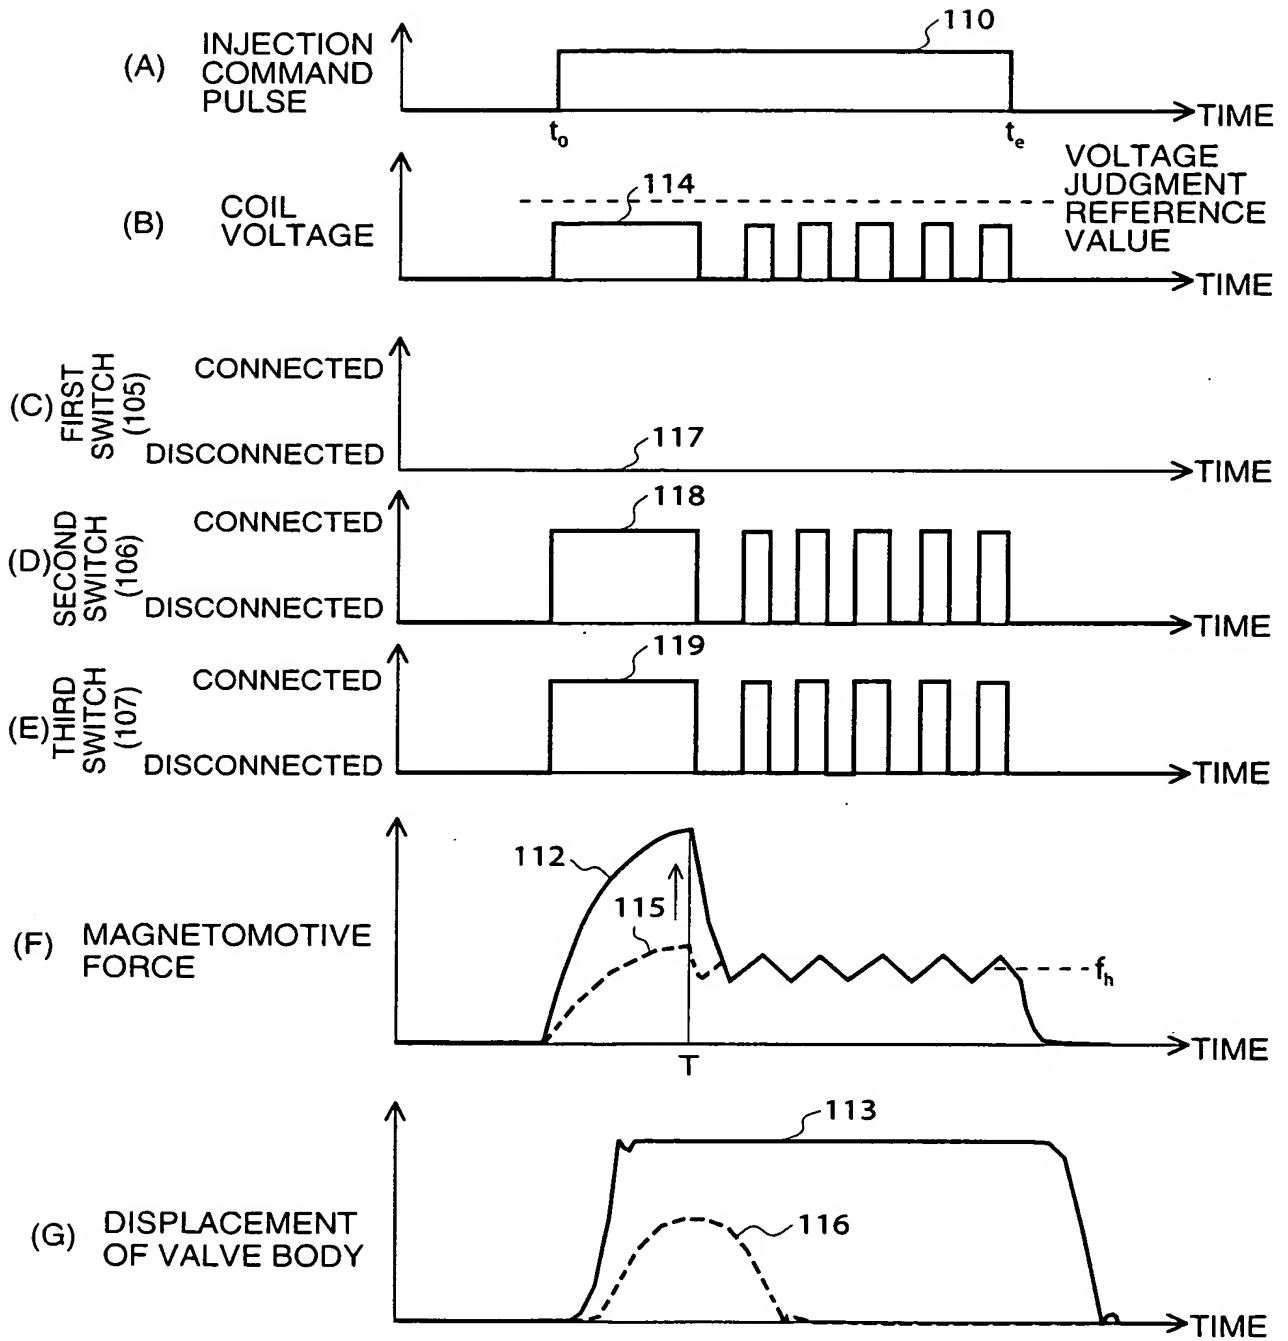 (A)
INJECTION
COMMAND
PULSE
110
TIME
t₀
tₑ
(B)
COIL
VOLTAGE
114
VOLTAGE
JUDGMENT
REFERENCE
VALUE
TIME
(C)
FIRST
SWITCH
(105)
CONNECTED
DISCONNECTED
117
TIME
(D)
SECOND
SWITCH
(106)
CONNECTED
DISCONNECTED
118
TIME
(E)
THIRD
SWITCH
(107)
CONNECTED
DISCONNECTED
119
TIME
(F)
MAGNETOMOTIVE
FORCE
112
115
fₕ
T
TIME
(G)
DISPLACEMENT
OF VALVE BODY
113
116
TIME